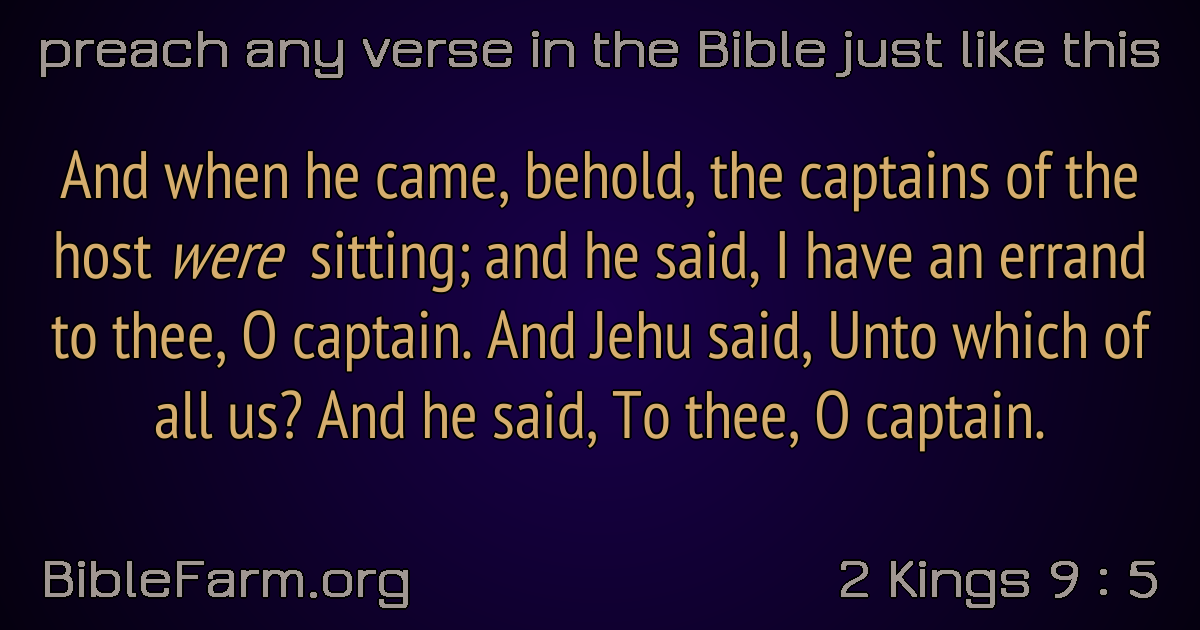 preach any verse in the Bible just like this
And when he came, behold, the captains of the
host were sitting; and he said, I have an errand
to thee, O captain. And Jehu said, Unto which of
all us? And he said, To thee, O captain.
BibleFarm.org
2 Kings 9 : 5